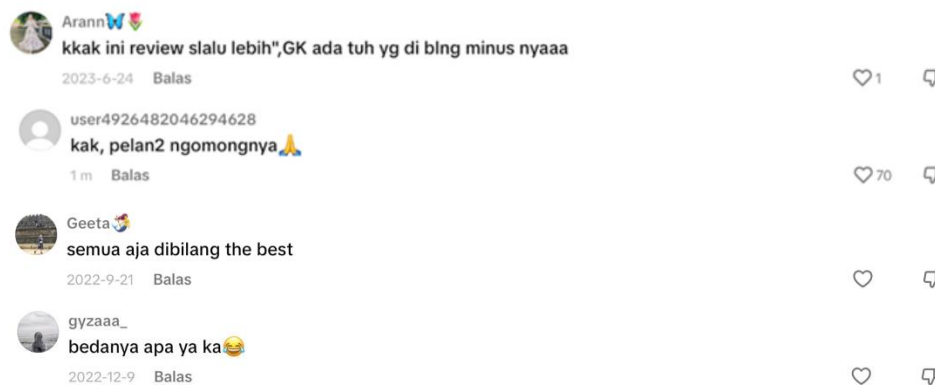 Arann🦋🌷
kkak ini review slalu lebih",GK ada tuh yg di blng minus nyaaa
2023-6-24 Balas 1
user4926482046294628
kak, pelan2 ngomongnya🙏
1 m Balas 70
Geeta
semua aja dibilang the best
2022-9-21 Balas
gyzaaa_
bedanya apa ya ka😂
2022-12-9 Balas